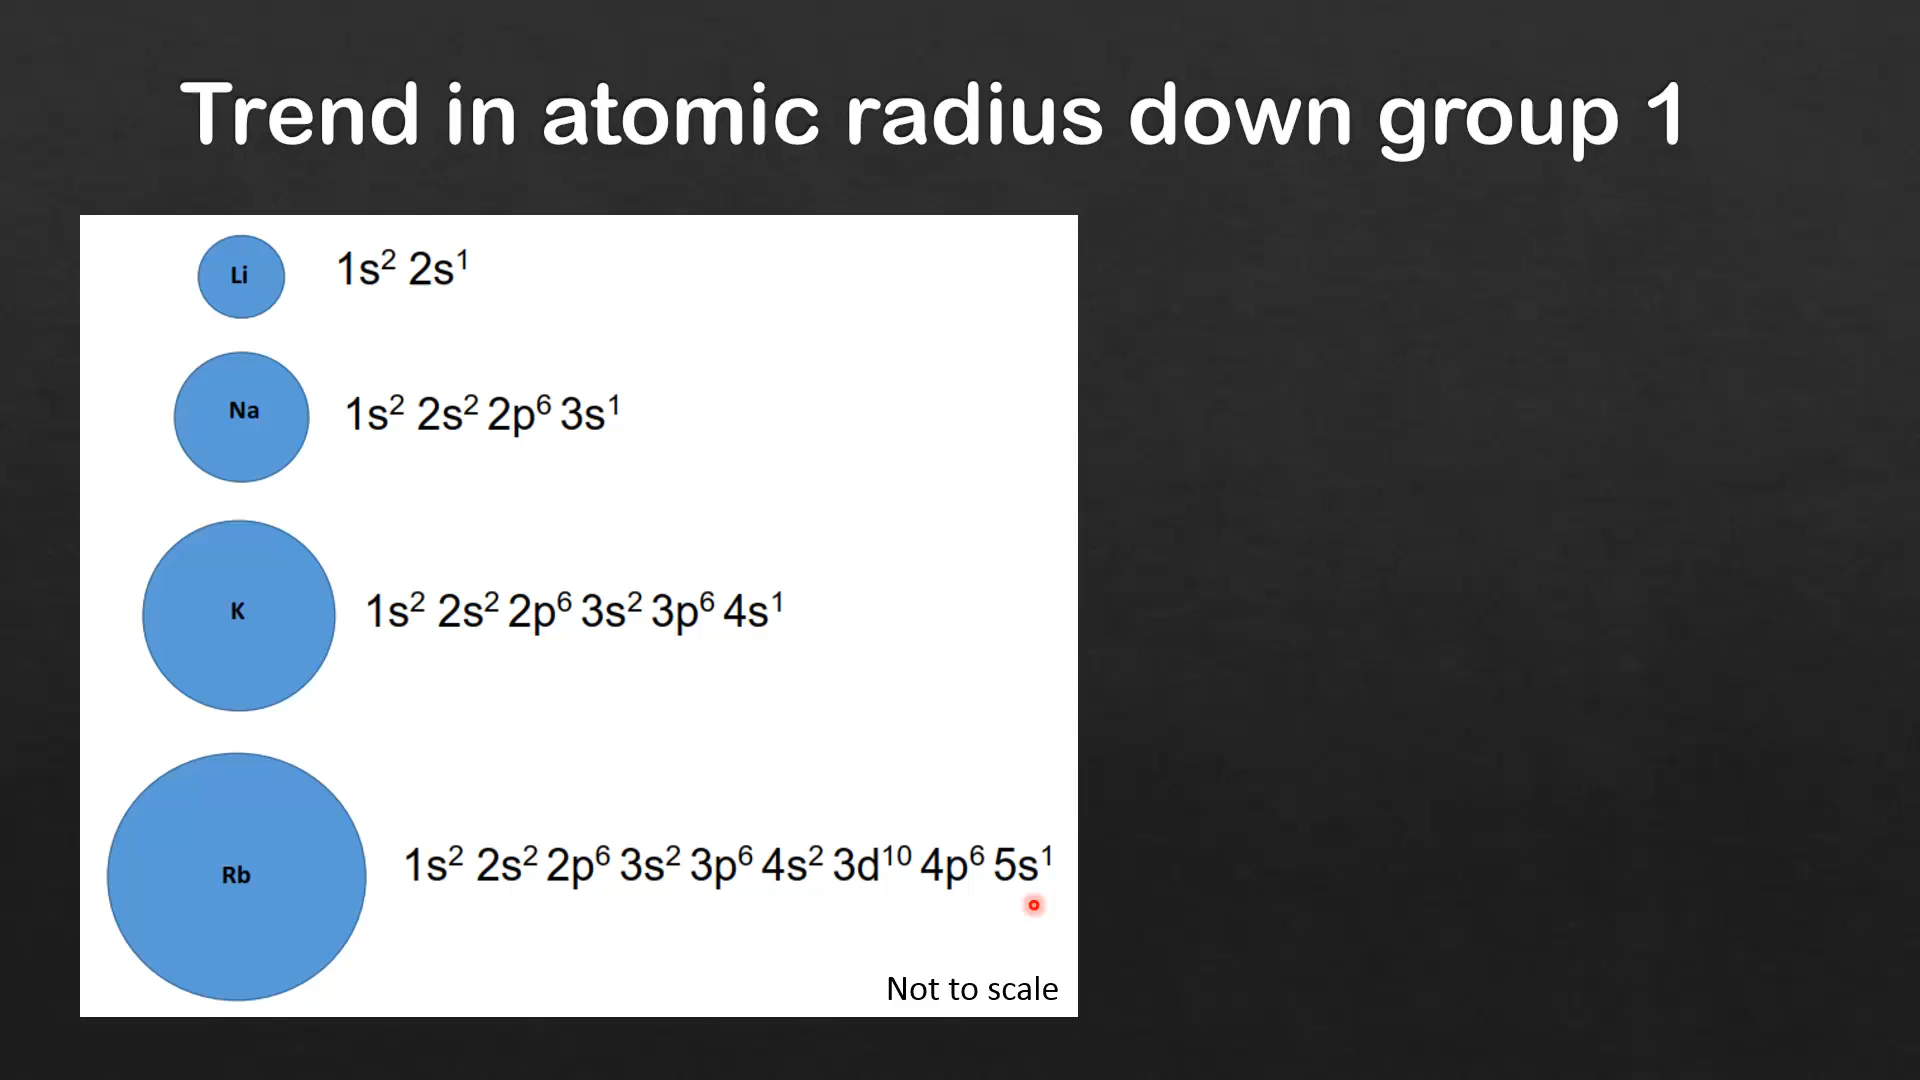 Trend in atomic radius down group 1
Li 1s² 2s¹
Na 1s² 2s² 2p⁶ 3s¹
K 1s² 2s² 2p⁶ 3s² 3p⁶ 4s¹
Rb 1s² 2s² 2p⁶ 3s² 3p⁶ 4s² 3d¹⁰ 4p⁶ 5s¹
Not to scale